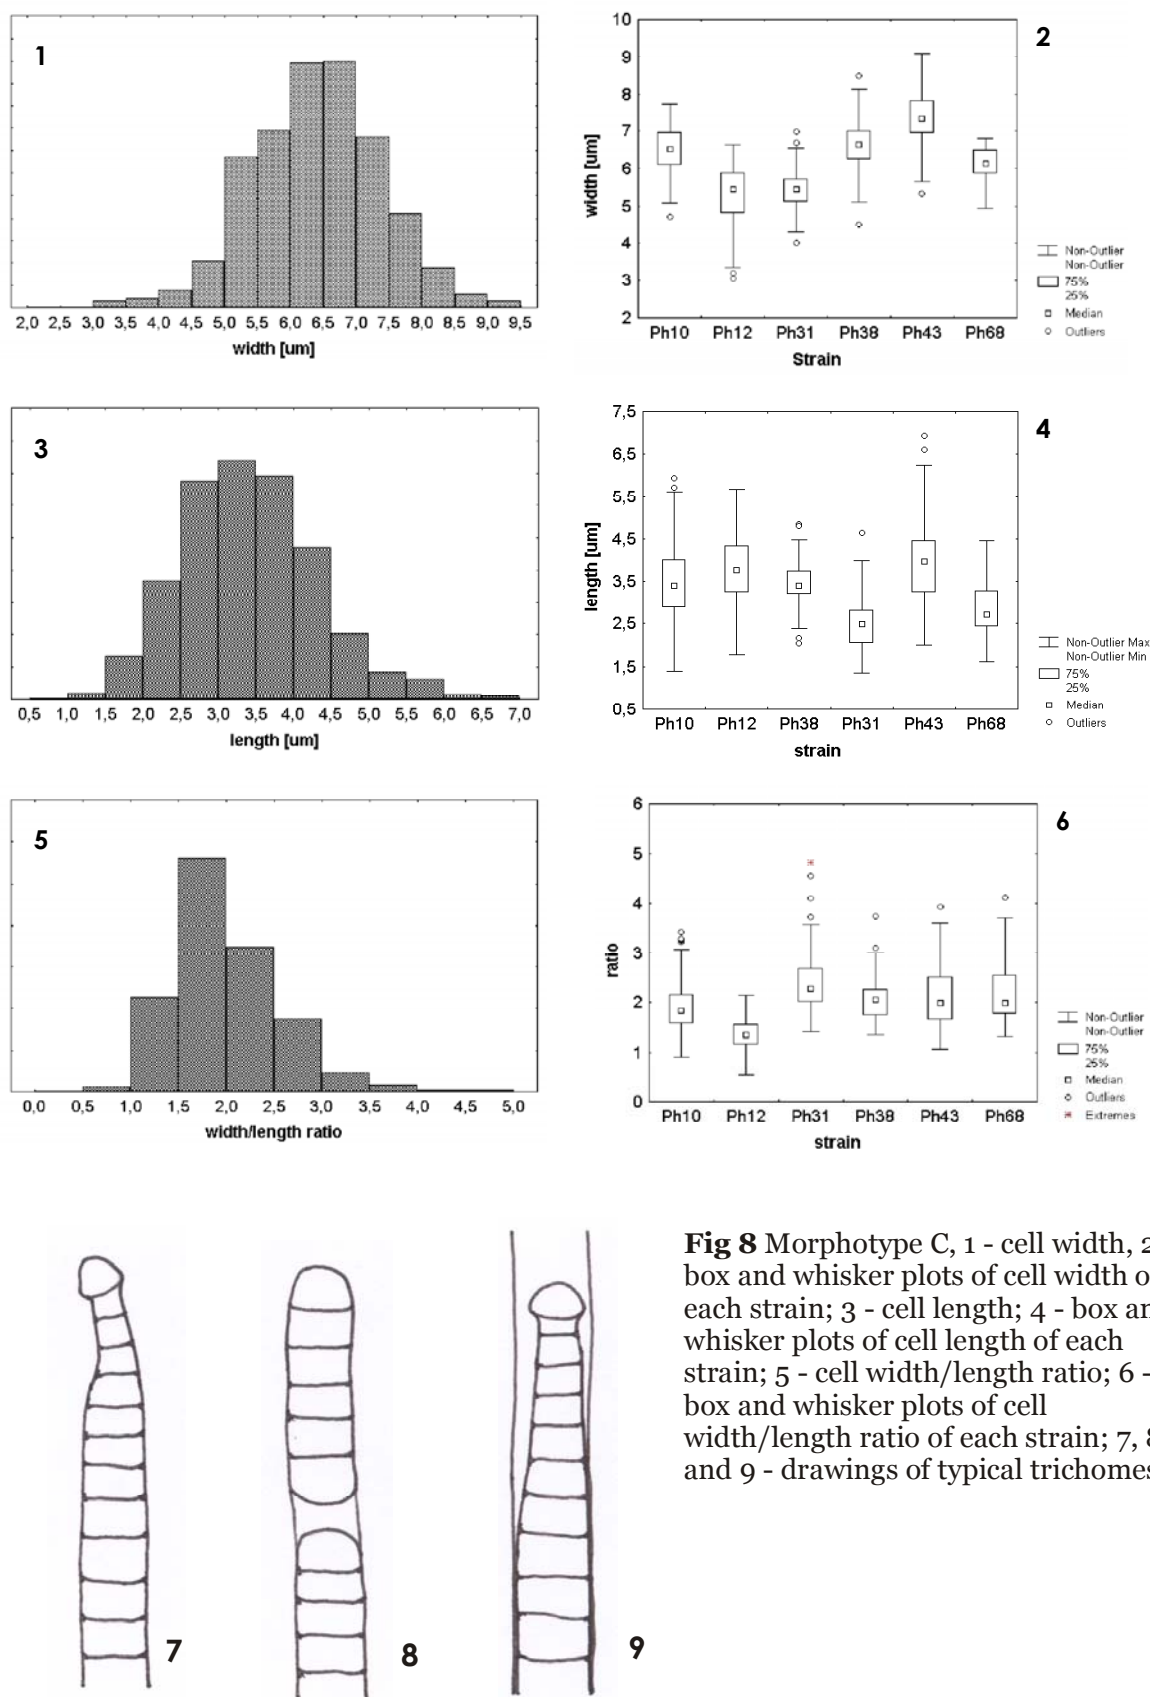 1
2,0 2,5 3,0 3,5 4,0 4,5 5,0 5,5 6,0 6,5 7,0 7,5 8,0 8,5 9,0 9,5
width [um]
2
10
9
8
7
6
5
4
3
2
width [um]
Ph10 Ph12 Ph31 Ph38 Ph43 Ph68
Strain
Non-Outlier
Non-Outlier
75%
25%
Median
Outliers
3
0,5 1,0 1,5 2,0 2,5 3,0 3,5 4,0 4,5 5,0 5,5 6,0 6,5 7,0
length [um]
4
7,5
6,5
5,5
4,5
3,5
2,5
1,5
0,5
length [um]
Ph10 Ph12 Ph38 Ph31 Ph43 Ph68
strain
Non-Outlier Max
Non-Outlier Min
75%
25%
Median
Outliers
5
0,0 0,5 1,0 1,5 2,0 2,5 3,0 3,5 4,0 4,5 5,0
width/length ratio
6
6
5
4
3
2
1
0
ratio
Ph10 Ph12 Ph31 Ph38 Ph43 Ph68
strain
Non-Outlier
Non-Outlier
75%
25%
Median
Outliers
Extremes
7
8
9
Fig 8 Morphotype C, 1 - cell width, 2
box and whisker plots of cell width o
each strain; 3 - cell length; 4 - box an
whisker plots of cell length of each
strain; 5 - cell width/length ratio; 6 -
box and whisker plots of cell
width/length ratio of each strain; 7, 8
and 9 - drawings of typical trichomes